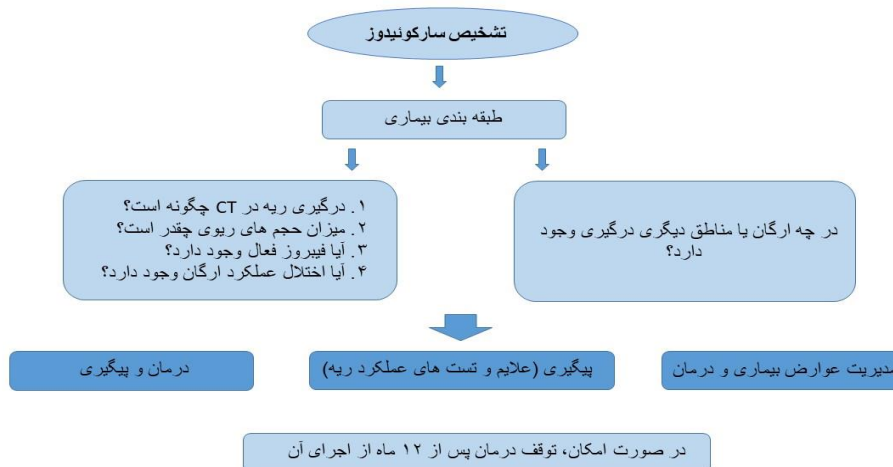 تشخیص سارکوئیدوز
طبقه بندی بیماری
در چه ارگان یا مناطق دیگری درگیری وجود
دارد؟
۱. درگیری ریه در CT چگونه است؟
۲. میزان حجم های ریوی چقدر است؟
۳. آیا فیبروز فعال وجود دارد؟
۴. آیا اختلال عملکرد ارگان وجود دارد؟
مدیریت عوارض بیماری و درمان
پیگیری (علایم و تست های عملکرد ریه)
درمان و پیگیری
در صورت امکان، توقف درمان پس از ۱۲ ماه از اجرای آن